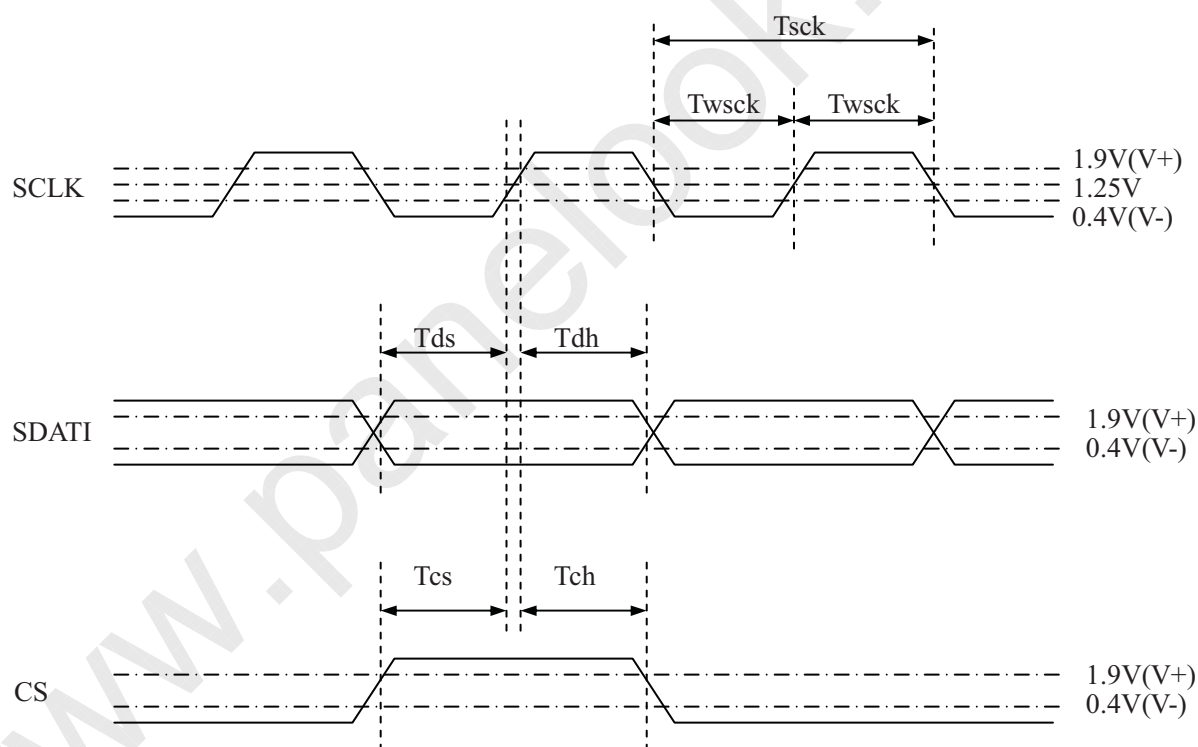 Tsck
Twsck Twsck
SCLK
1.9V(V+)
1.25V
0.4V(V-)
Tds Tdh
SDATI
1.9V(V+)
0.4V(V-)
Tcs Tch
CS
1.9V(V+)
0.4V(V-)
www.panelook.